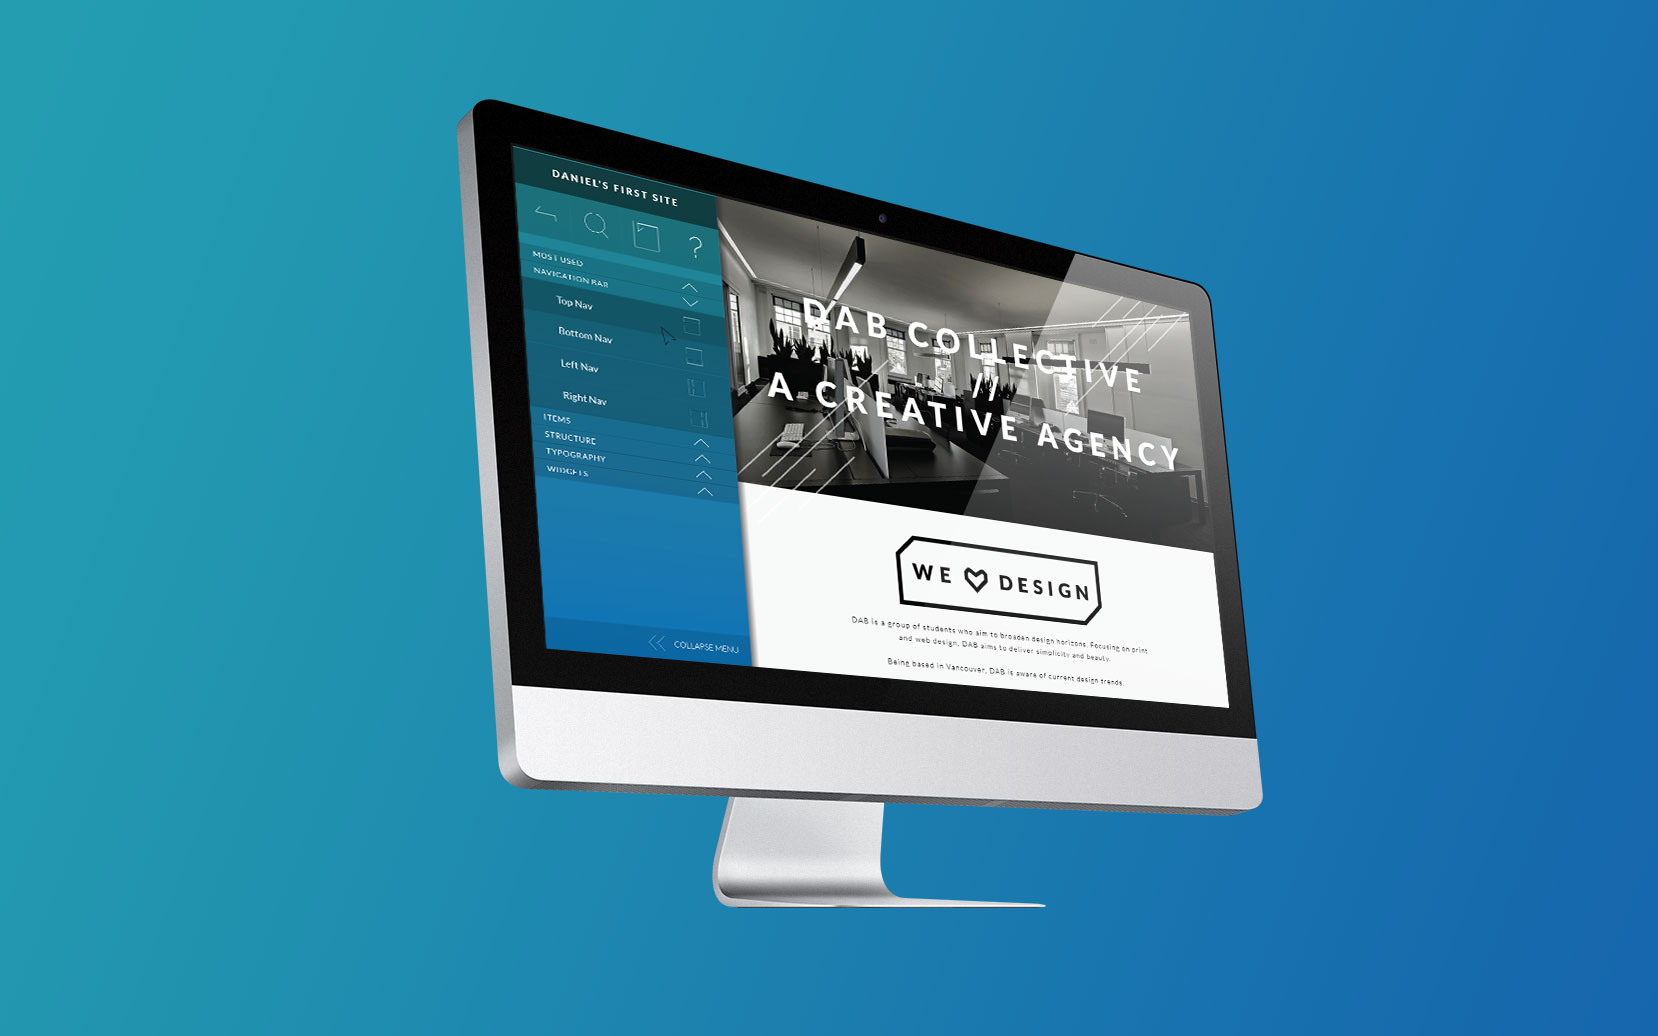 DANIEL'S FIRST SITE
?
MOST USED
NAVIGATION BAR
Top Nav
Bottom Nav
Left Nav
Right Nav
ITEMS
STRUCTURE
TYPOGRAPHY
WIDGETS
COLLAPSE MENU
DAB COLLECTIVE
//
A CREATIVE AGENCY
WE DESIGN
DAB is a group of students who aim to broaden design horizons. Focusing on print
and web design, DAB aims to deliver simplicity and beauty.
Being based in Vancouver, DAB is aware of current design trends.